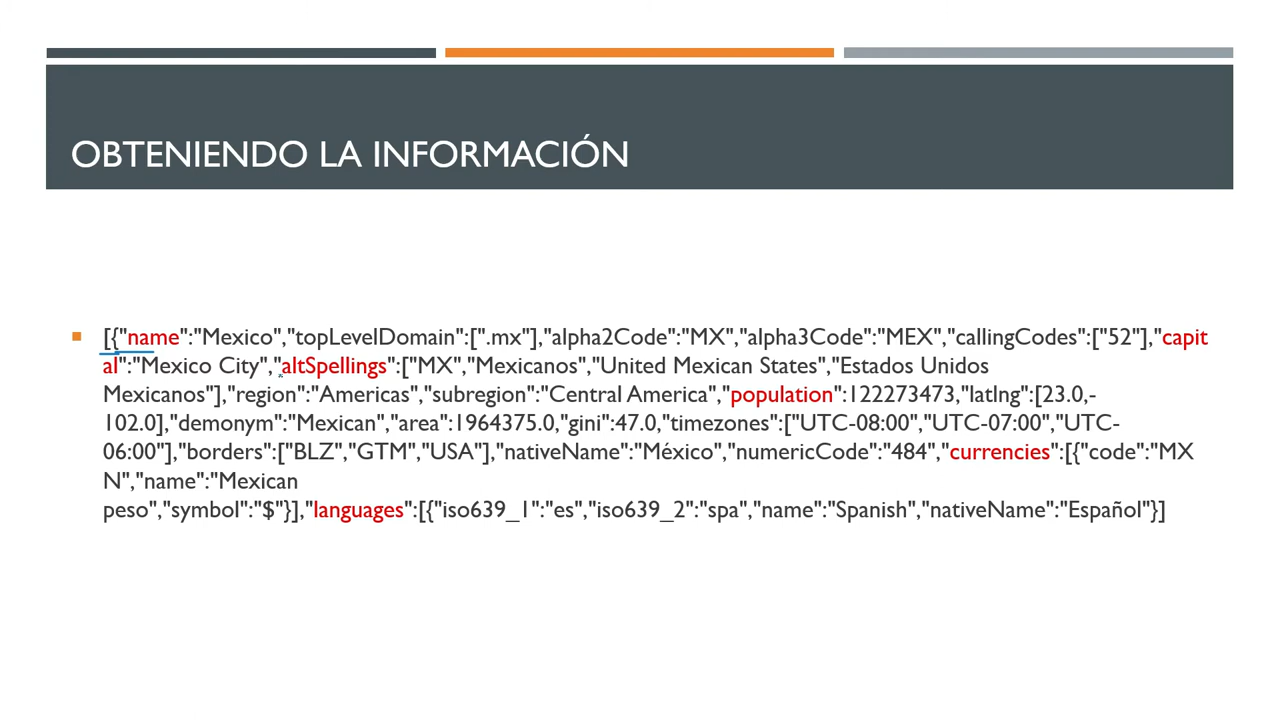 OBTENIENDO LA INFORMACIÓN
[{"name":"Mexico","topLevelDomain":[".mx"],"alpha2Code":"MX","alpha3Code":"MEX","callingCodes":["52"],"capit
al":"Mexico City","altSpellings":["MX","Mexicanos","United Mexican States","Estados Unidos
Mexicanos"],"region":"Americas","subregion":"Central America","population":122273473,"latlng":[23.0,-
102.0],"demonym":"Mexican","area":1964375.0,"gini":47.0,"timezones":["UTC-08:00","UTC-07:00","UTC-
06:00"],"borders":["BLZ","GTM","USA"],"nativeName":"México","numericCode":"484","currencies":[{"code":"MX
N","name":"Mexican
peso","symbol":"$"}],"languages":[{"iso639_1":"es","iso639_2":"spa","name":"Spanish","nativeName":"Español"}]